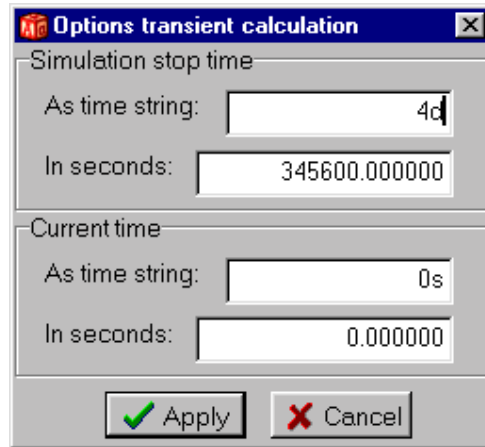 Options transient calculation
Simulation stop time
As time string: 4d
In seconds: 345600.000000
Current time
As time string: 0s
In seconds: 0.000000
Apply Cancel